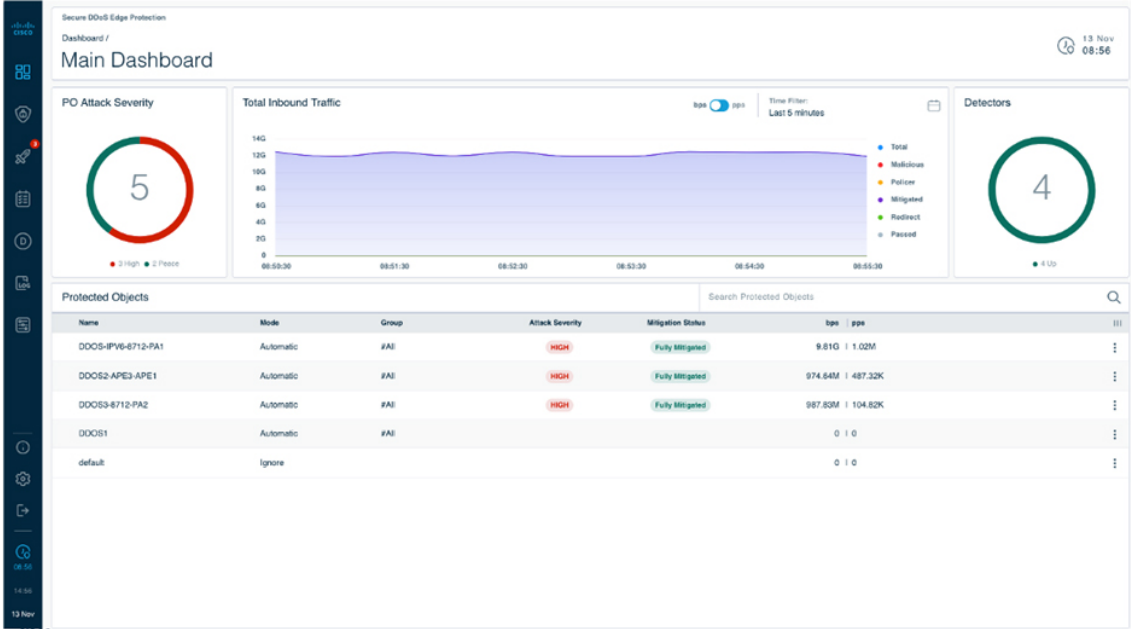 Secure DDoS Edge Protection
Dashboard /
Main Dashboard
13 Nov
08:56
CISCO
3
LOG
08:56
14:56
13 Nov
PO Attack Severity
5
3 High 2 Peace
Total Inbound Traffic
bps pps
Time Filter:
Last 5 minutes
14G
12G
10G
8G
6G
4G
2G
0
08:50:30 08:51:30 08:52:30 08:53:30 08:54:30 08:55:30
Total
Malicious
Policer
Mitigated
Redirect
Passed
Detectors
4
4 Up
Protected Objects
Search Protected Objects
Name Mode Group Attack Severity Mitigation Status bps | pps
DDOS-IPV6-8712-PA1 Automatic #All HIGH Fully Mitigated 9.81G | 1.02M
DDOS2-APE3-APE1 Automatic #All HIGH Fully Mitigated 974.64M | 487.32K
DDOS3-8712-PA2 Automatic #All HIGH Fully Mitigated 987.83M | 104.82K
DDOS1 Automatic #All 0 | 0
default Ignore 0 | 0